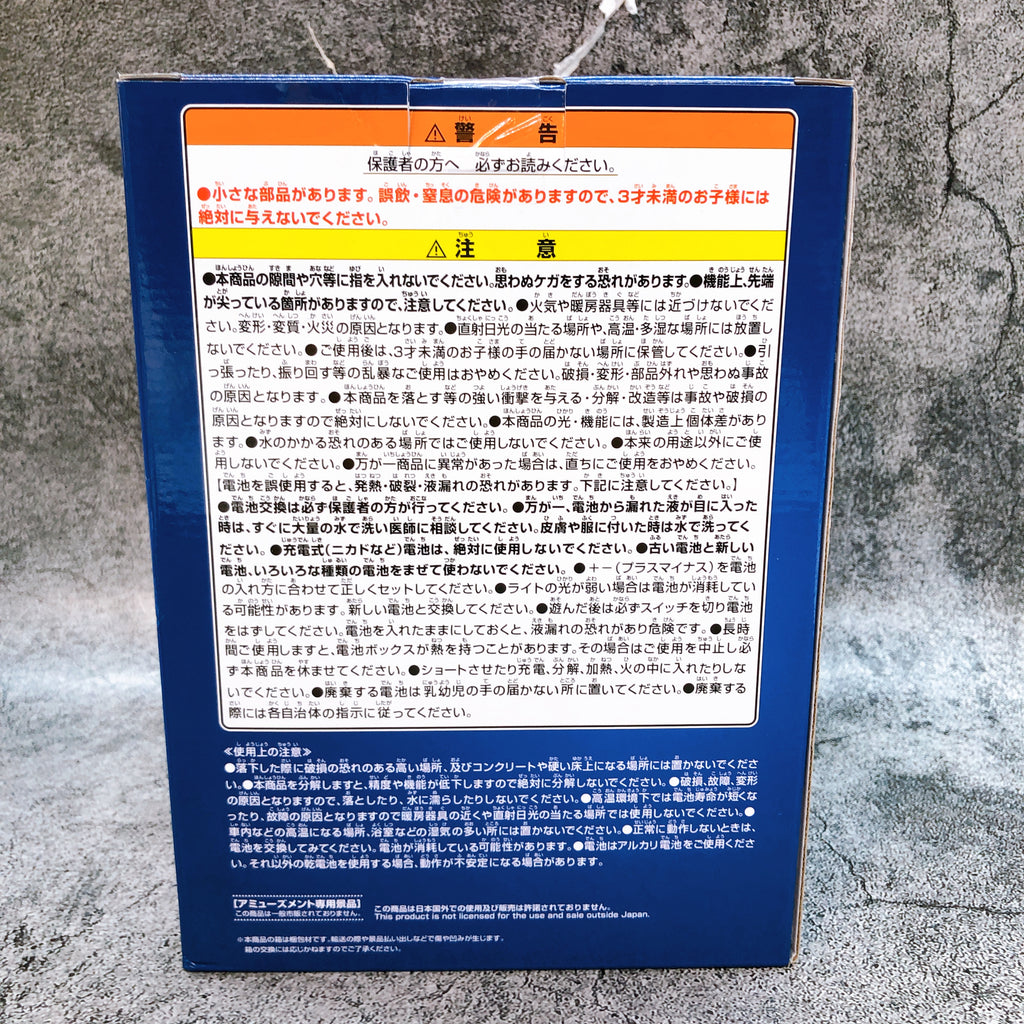 ⚠警告
保護者の方へ 必ずお読みください。
●小さな部品があります。誤飲・窒息の危険がありますので、3才未満のお子様には
絶対に与えないでください。
⚠注意
●本商品の隙間や穴等に指を入れないでください。思わぬケガをする恐れがあります。●機能上、先端
が尖っている箇所がありますので、注意してください。●火気や暖房器具等には近づけないでくだ
さい。変形・変質・火災の原因となります。●直射日光の当たる場所や、高温・多湿な場所には放置し
ないでください。●ご使用後は、3才未満のお子様の手の届かない場所に保管してください。●引
っ張ったり、振り回す等の乱暴なご使用はおやめください。破損・変形・部品外れや思わぬ事故
の原因となります。●本商品を落とす等の強い衝撃を与える・分解・改造等は事故や破損の
原因となりますので絶対にしないでください。●本商品の光・機能には、製造上個体差があり
ます。●水のかかる恐れのある場所ではご使用しないでください。●本来の用途以外にご使
用しないでください。●万が一商品に異常があった場合は、直ちにご使用をおやめください。
【電池を誤使用すると、発熱・破裂・液漏れの恐れがあります。下記に注意してください。】
●電池交換は必ず保護者の方が行ってください。●万が一、電池から漏れた液が目に入った
時は、すぐに大量の水で洗い医師に相談してください。皮膚や服に付いた時は水で洗ってく
ださい。●充電式(ニカドなど)電池は、絶対に使用しないでください。●古い電池と新しい
電池、いろいろな種類の電池をまぜて使わないでください。●＋－(プラスマイナス)を電池
の入れ方に合わせて正しくセットしてください。●ライトの光が弱い場合は電池が消耗してい
る可能性があります。新しい電池と交換してください。●遊んだ後は必ずスイッチを切り電池
をはずしてください。電池を入れたままにしておくと、液漏れの恐れがあり危険です。●長時
間ご使用しますと、電池ボックスが熱を持つことがあります。その場合はご使用を中止し必
ず本商品を休ませてください。●ショートさせたり充電、分解、加熱、火の中に入れたりしな
いでください。●廃棄する電池は乳幼児の手の届かない所に置いてください。●廃棄する
際には各自治体の指示に従ってください。
≪使用上の注意≫
●落下した際に破損の恐れのある高い場所、及びコンクリートや硬い床上になる場所には置かないでくださ
い。●本商品を分解しますと、精度や機能が低下しますので絶対に分解しないでください。●破損、故障、変形
の原因となりますので、落としたり、水に濡らしたりしないでください。●高温環境下では電池寿命が短くな
ったり、故障の原因となりますので暖房器具の近くや直射日光の当たる場所では使用しないでください。●
車内などの高温になる場所、浴室などの湿気の多い所には置かないでください。●正常に動作しないときは、
電池を交換してみてください。電池が消耗している可能性があります。●電池はアルカリ電池をご使用くださ
い。それ以外の乾電池を使用する場合、動作が不安定になる場合があります。
【アミューズメント専用景品】
この商品は一般市販されておりません。
この商品は日本国外での使用及び販売は許諾されておりません。
This product is not licensed for the use and sale outside Japan.
※本商品の箱は梱包材です。輸送の際や景品払い出しなどで傷や凹みが生じます。
箱の交換には応じかねますのでご了承ください。